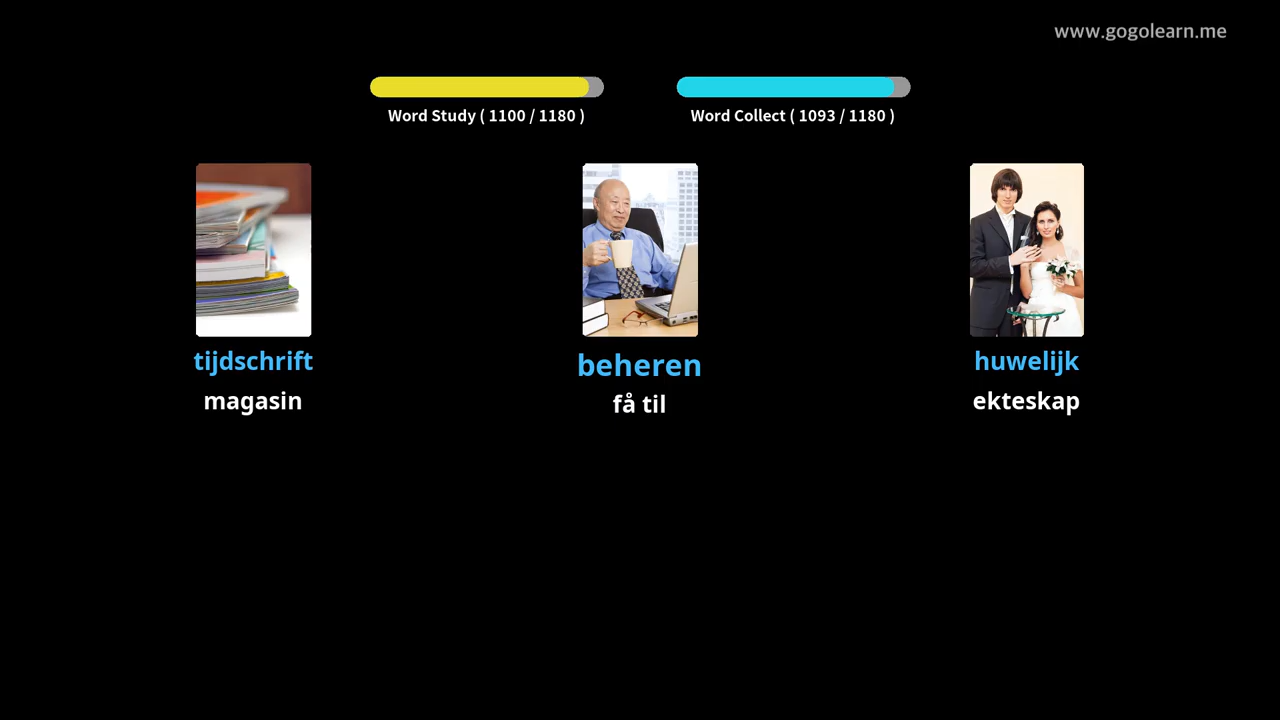 www.gogolearn.me
Word Study ( 1100 / 1180 )
Word Collect ( 1093 / 1180 )
tijdschrift
magasin
beheren
få til
huwelijk
ekteskap